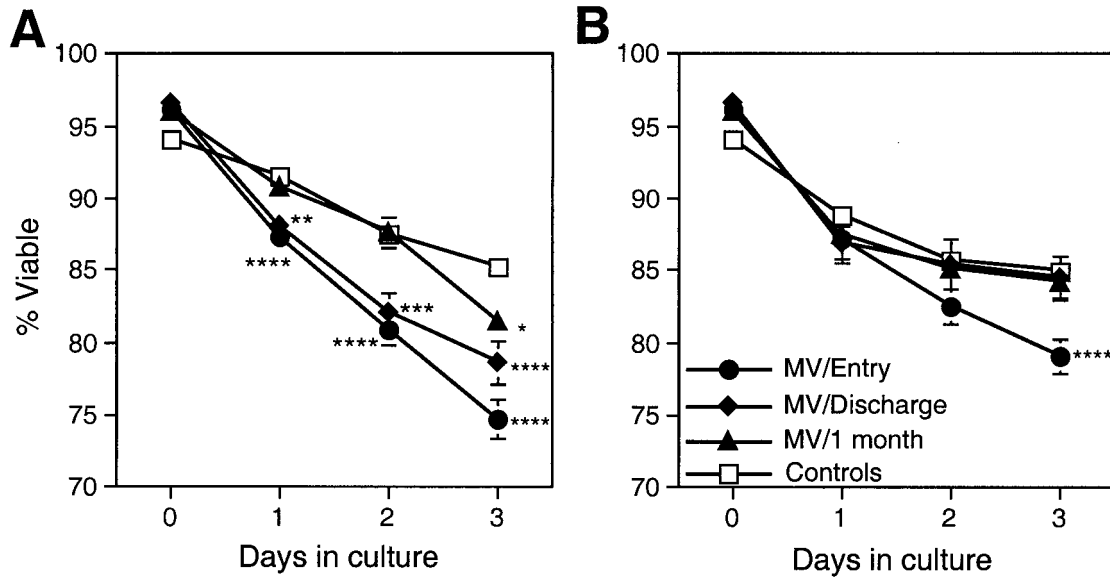 A
100
95
90
85
80
75
70
% Viable
**
****
***
****
*
****
****
0 1 2 3
Days in culture
B
100
95
90
85
80
75
70
****
MV/Entry
MV/Discharge
MV/1 month
Controls
0 1 2 3
Days in culture